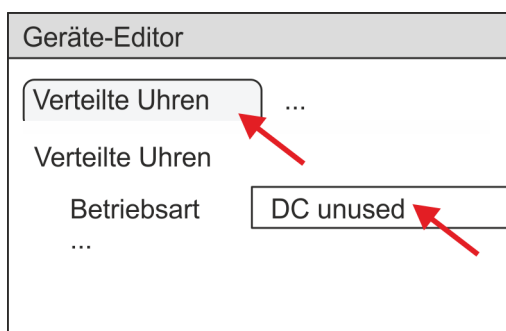 Geräte-Editor
Verteilte Uhren ...
Verteilte Uhren
Betriebsart DC unused
...